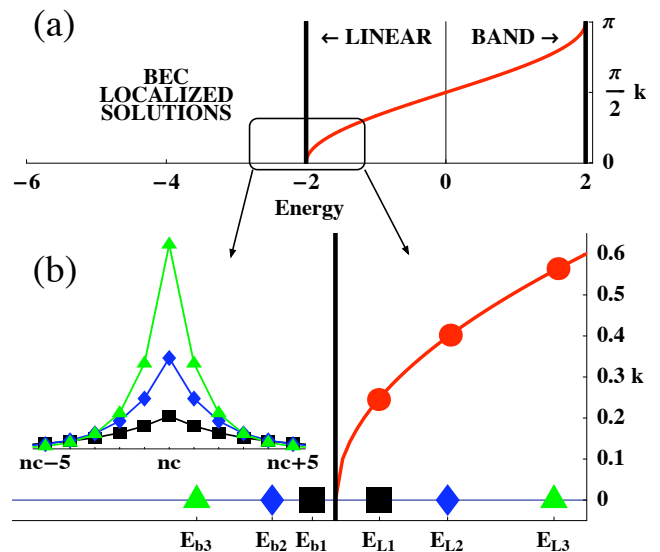 (a)
← LINEAR BAND →
BEC
LOCALIZED
SOLUTIONS
π
π/2 k
0
−6 −4 −2 0 2
Energy
(b)
0.6
0.5
0.4
0.3 k
0.2
0.1
0
nc−5 nc nc+5
E_b3 E_b2 E_b1 E_L1 E_L2 E_L3